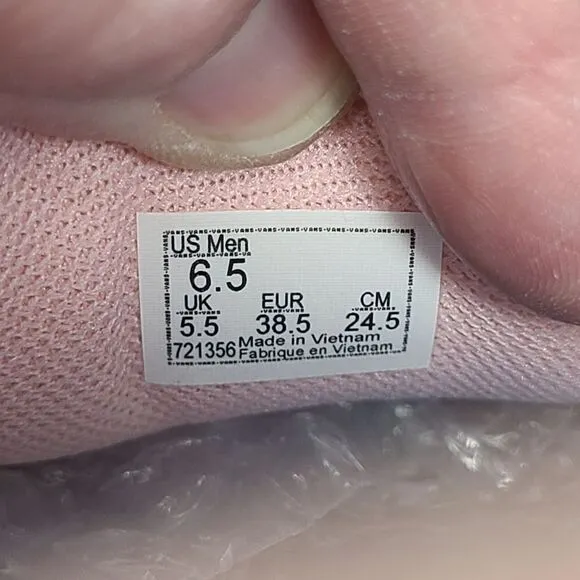 US Men
6.5
UK EUR CM
5.5 38.5 24.5
721356 Made in Vietnam
Fabrique en Vietnam